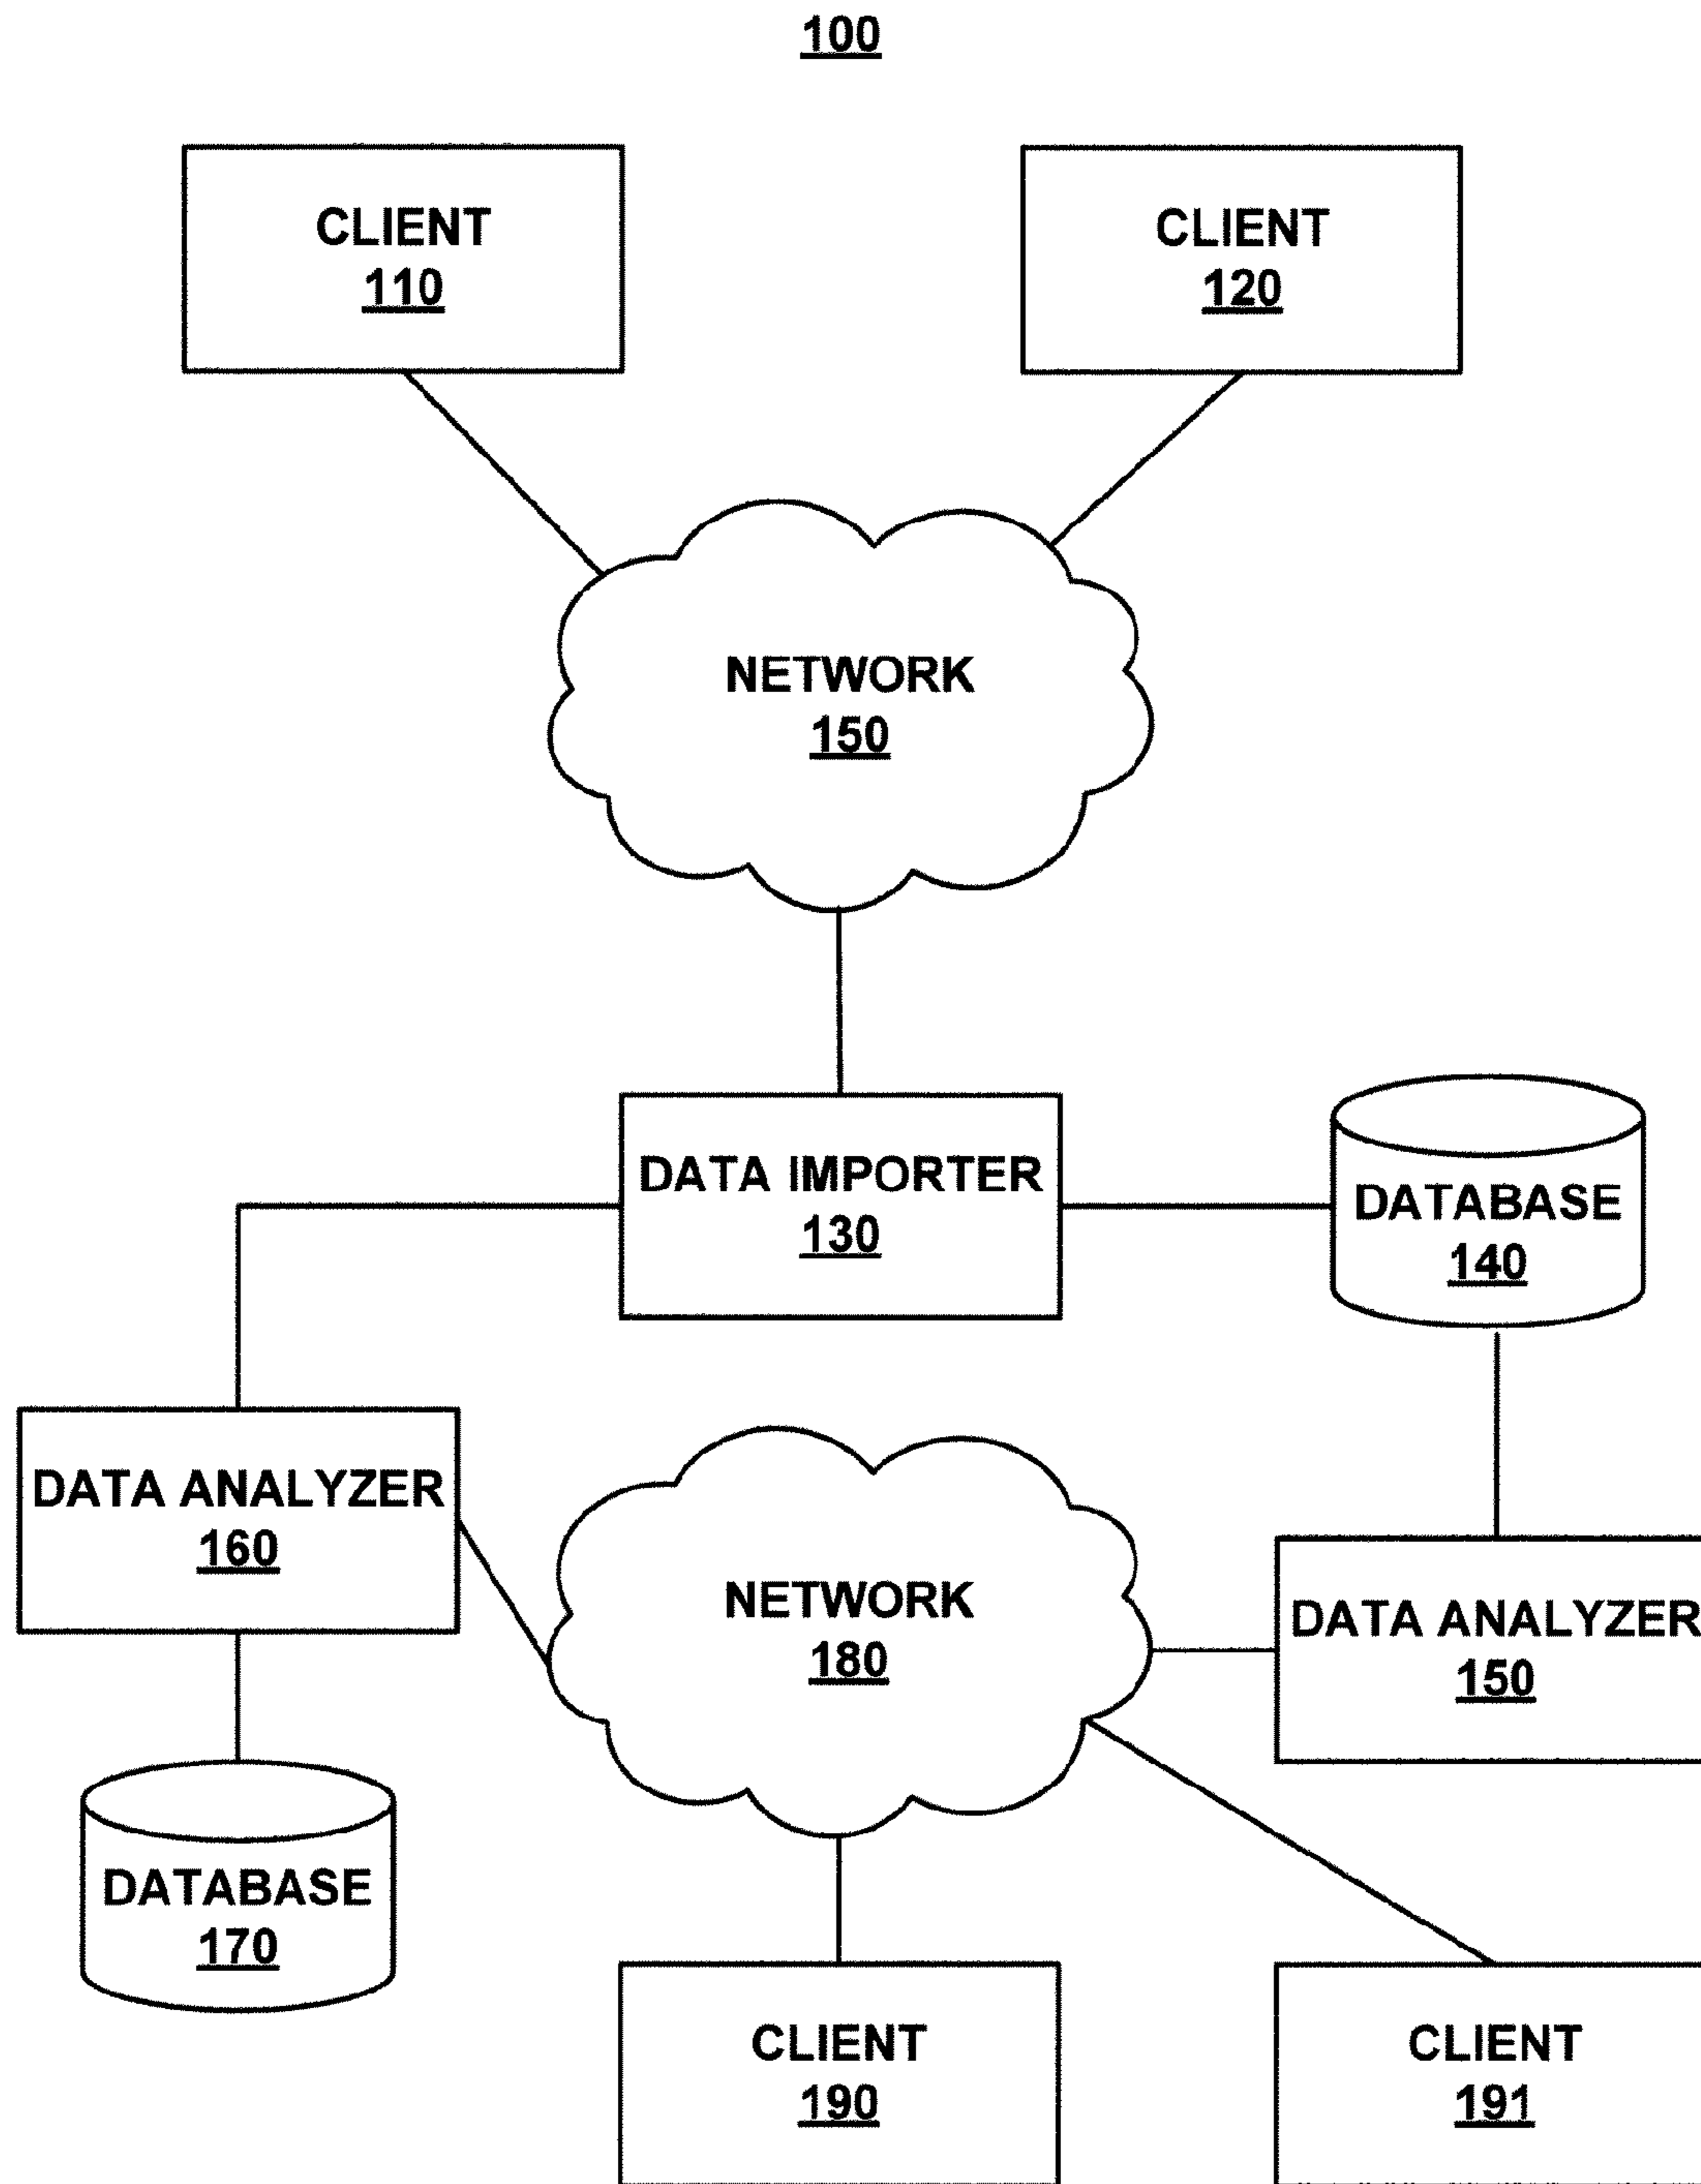 100
CLIENT
110
CLIENT
120
NETWORK
150
DATA IMPORTER
130
DATABASE
140
DATA ANALYZER
160
NETWORK
180
DATA ANALYZER
150
DATABASE
170
CLIENT
190
CLIENT
191